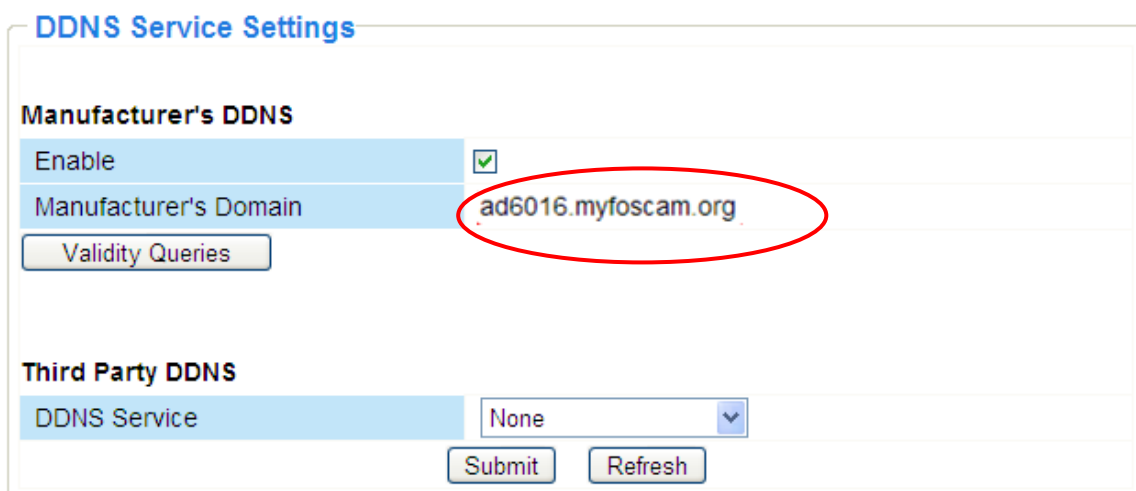 DDNS Service Settings
Manufacturer's DDNS
Enable
Manufacturer's Domain ad6016.myfoscam.org
Validity Queries
Third Party DDNS
DDNS Service None
Submit Refresh